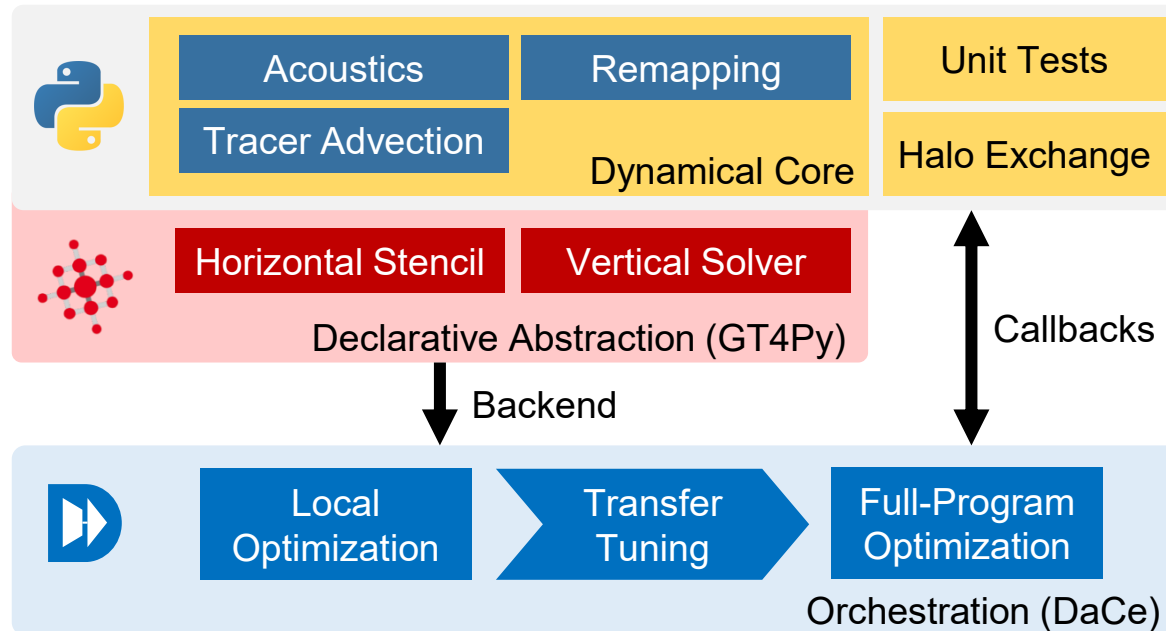 Acoustics
Remapping
Tracer Advection
Dynamical Core
Unit Tests
Halo Exchange
Horizontal Stencil
Vertical Solver
Declarative Abstraction (GT4Py)
Backend
Callbacks
Local
Optimization
Transfer
Tuning
Full-Program
Optimization
Orchestration (DaCe)